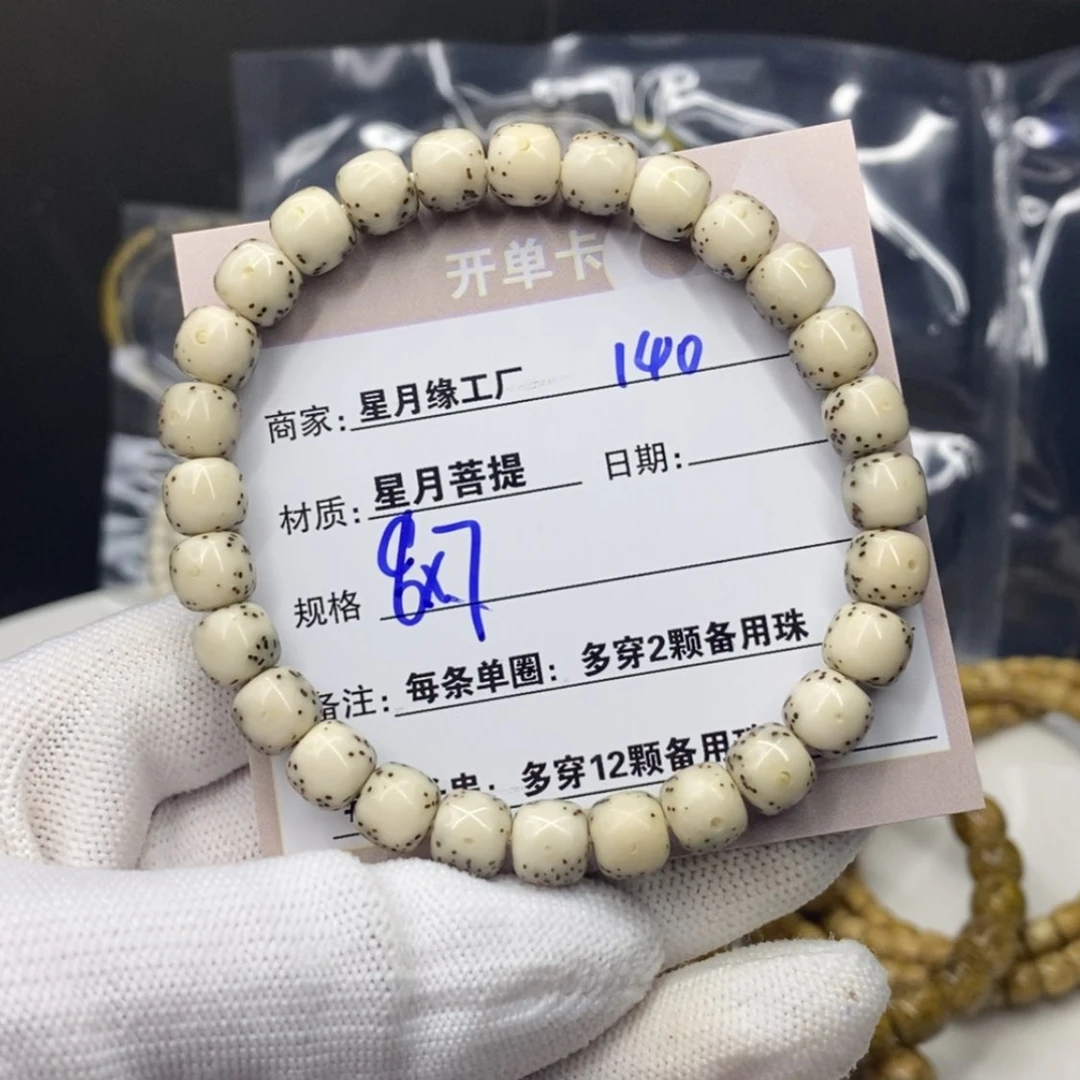 开单卡
商家: 星月缘工厂 140
材质: 星月菩提 日期:
规格 8x7
备注: 每条单圈: 多穿2颗备用珠
多穿12颗备用珠